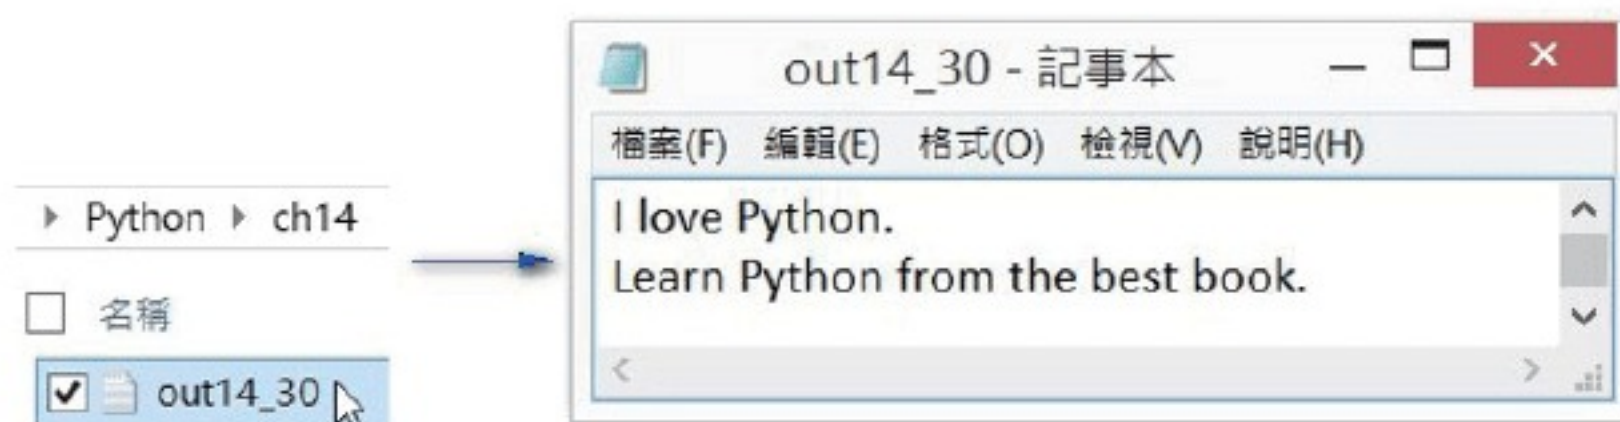 Python ch14
名稱
out14_30
out14_30 - 記事本
檔案(F) 編輯(E) 格式(O) 檢視(V) 說明(H)
I love Python.
Learn Python from the best book.